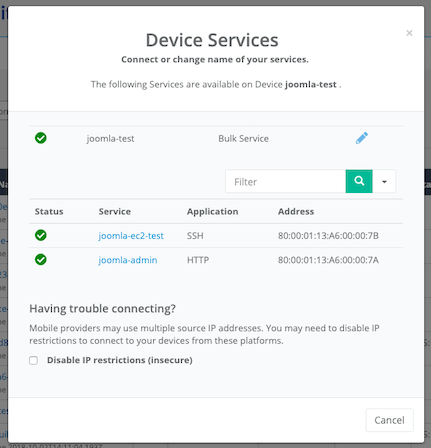 ×
Device Services
Connect or change name of your services.
The following Services are available on Device joomla-test .
joomla-test Bulk Service
Filter
Status Service Application Address
joomla-ec2-test SSH 80:00:01:13:A6:00:00:7B
joomla-admin HTTP 80:00:01:13:A6:00:00:7A
Having trouble connecting?
Mobile providers may use multiple source IP addresses. You may need to disable IP
restrictions to connect to your devices from these platforms.
Disable IP restrictions (insecure)
Cancel